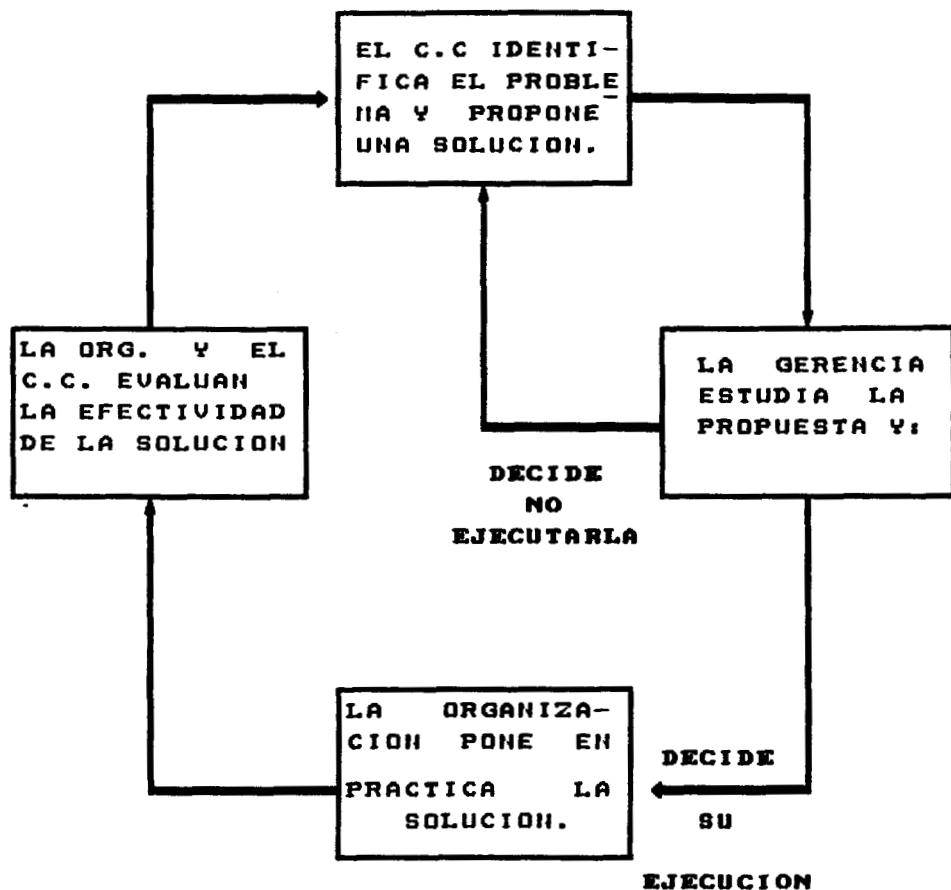 EL C.C IDENTI-
FICA EL PROBLE
MA Y PROPONE
UNA SOLUCION.
LA GERENCIA
ESTUDIA LA
PROPUESTA Y:
DECIDE
NO
EJECUTARLA
DECIDE
SU
EJECUCION
LA ORGANIZA-
CION PONE EN
PRACTICA LA
SOLUCION.
LA ORG. Y EL
C.C. EVALUAN
LA EFECTIVIDAD
DE LA SOLUCION